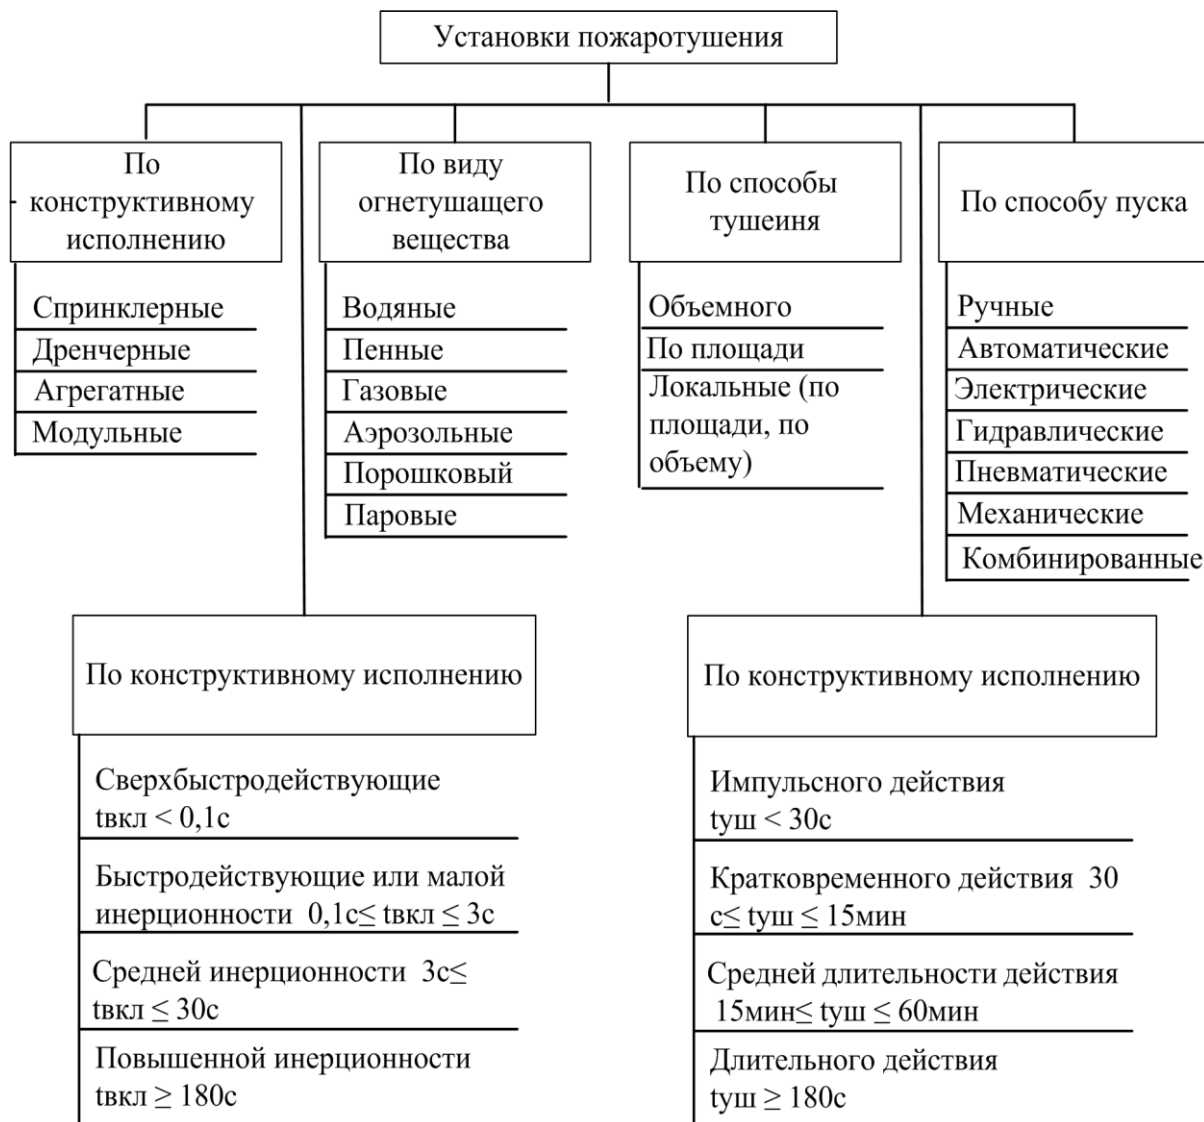 Установки пожаротушения
По
конструктивному
исполнению
Спринклерные
Дренчерные
Агрегатные
Модульные
По виду
огнетушащего
вещества
Водяные
Пенные
Газовые
Аэрозольные
Порошковый
Паровые
По способы
тушеиня
Объемного
По площади
Локальные (по
площади, по
объему)
По способу пуска
Ручные
Автоматические
Электрические
Гидравлические
Пневматические
Механические
Комбинированные
По конструктивному исполнению
Сверхбыстродействующие
tвкл < 0,1с
Быстродействующие или малой
инерционности 0,1с≤ tвкл ≤ 3с
Средней инерционности 3с≤
tвкл ≤ 30с
Повышенной инерционности
tвкл ≥ 180с
По конструктивному исполнению
Импульсного действия
tуш < 30с
Кратковременного действия 30
с≤ tуш ≤ 15мин
Средней длительности действия
15мин≤ tуш ≤ 60мин
Длительного действия
tуш ≥ 180с